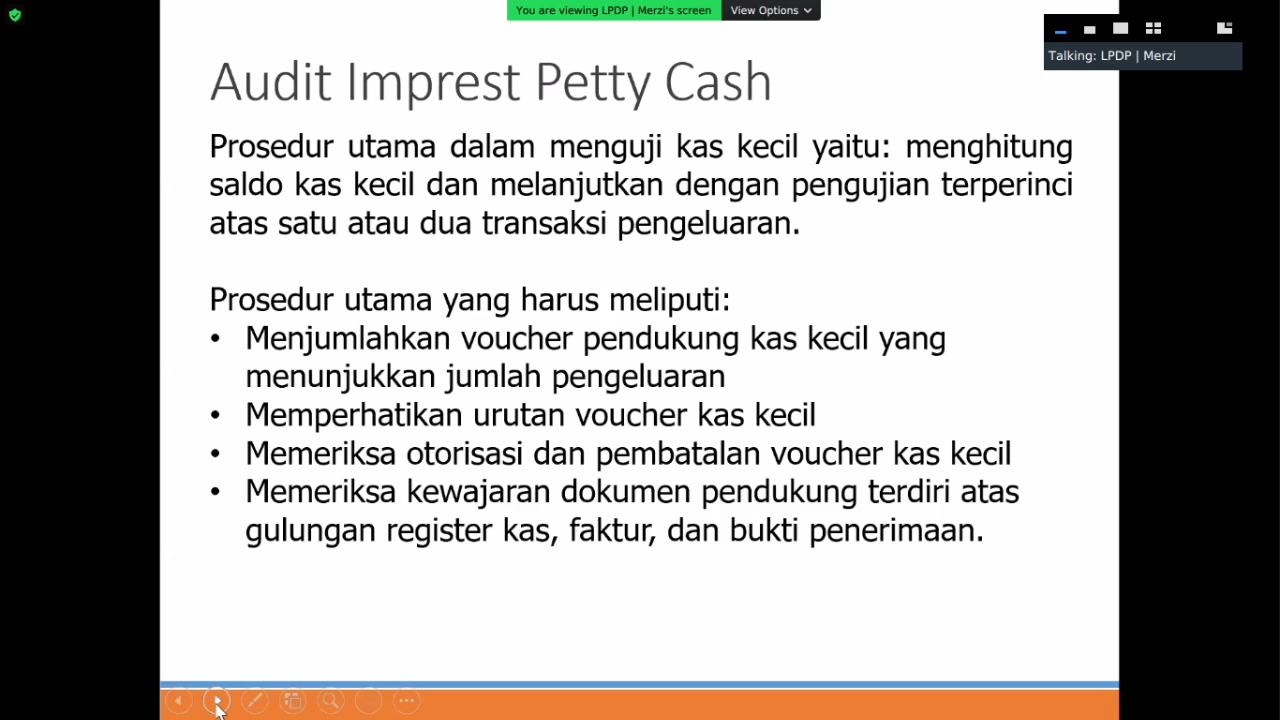 You are viewing LPDP | Merzi's screen
View Options
Talking: LPDP | Merzi
Audit Imprest Petty Cash
Prosedur utama dalam menguji kas kecil yaitu: menghitung
saldo kas kecil dan melanjutkan dengan pengujian terperinci
atas satu atau dua transaksi pengeluaran.
Prosedur utama yang harus meliputi:
• Menjumlahkan voucher pendukung kas kecil yang
menunjukkan jumlah pengeluaran
• Memperhatikan urutan voucher kas kecil
• Memeriksa otorisasi dan pembatalan voucher kas kecil
• Memeriksa kewajaran dokumen pendukung terdiri atas
gulungan register kas, faktur, dan bukti penerimaan.